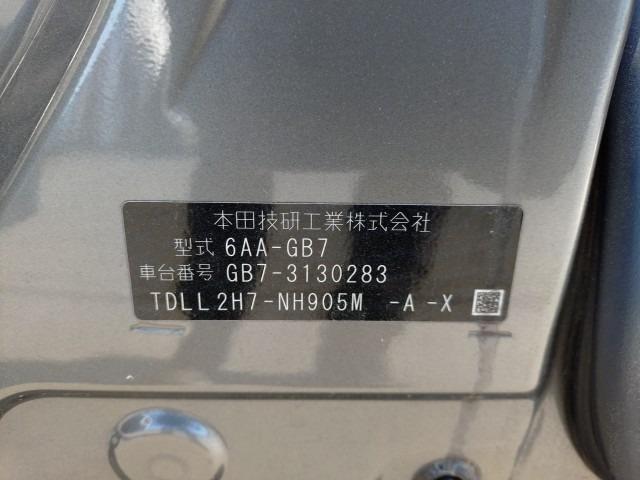 本田技研工業株式会社
型式 6AA-GB7
車台番号 GB7-3130283
TDLL2H7-NH905M -A -X